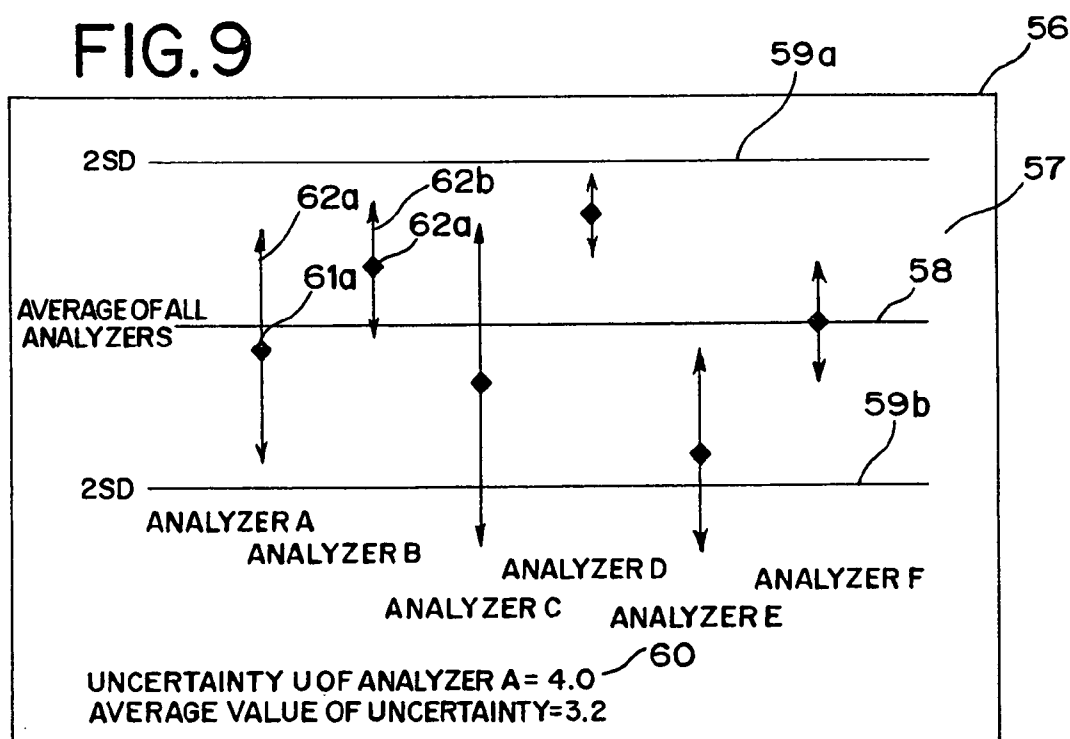 FIG. 9
56
59a
2SD
57
62a
62b
62a
61a
58
AVERAGE OF ALL
ANALYZERS
59b
2SD
ANALYZER A
ANALYZER B
ANALYZER D
ANALYZER F
ANALYZER C
ANALYZER E
60
UNCERTAINTY U OF ANALYZER A = 4.0
AVERAGE VALUE OF UNCERTAINTY=3.2